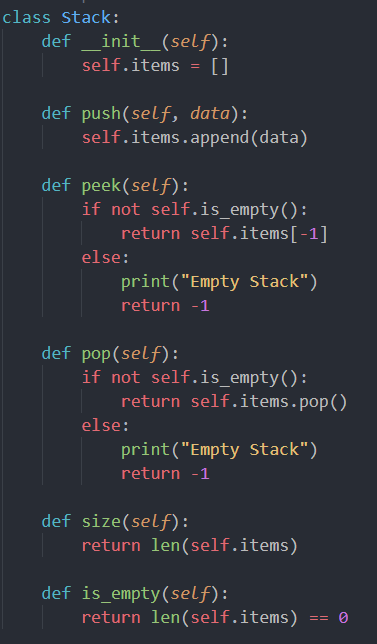 class Stack:
    def __init__(self):
        self.items = []

    def push(self, data):
        self.items.append(data)

    def peek(self):
        if not self.is_empty():
            return self.items[-1]
        else:
            print("Empty Stack")
            return -1

    def pop(self):
        if not self.is_empty():
            return self.items.pop()
        else:
            print("Empty Stack")
            return -1

    def size(self):
        return len(self.items)

    def is_empty(self):
        return len(self.items) == 0